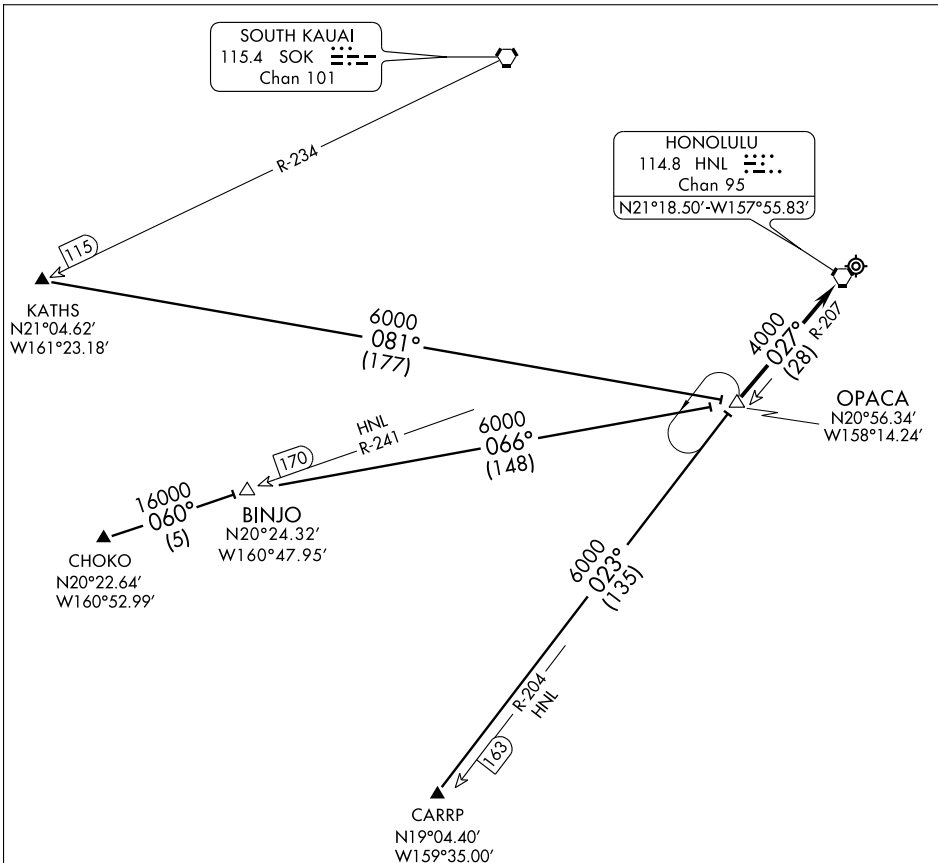 SOUTH KAUAI
115.4 SOK
Chan 101
R-234
115
HONOLULU
114.8 HNL
Chan 95
N21°18.50'-W157°55.83'
KATHS
N21°04.62'
W161°23.18'
6000
081°
(177)
4000
027°
(28)
R-207
OPACA
N20°56.34'
W158°14.24'
HNL
R-241
170
6000
066°
(148)
16000
060°
(5)
BINJO
N20°24.32'
W160°47.95'
CHOKO
N20°22.64'
W160°52.99'
6000
023°
(135)
R-204
HNL
163
CARRP
N19°04.40'
W159°35.00'